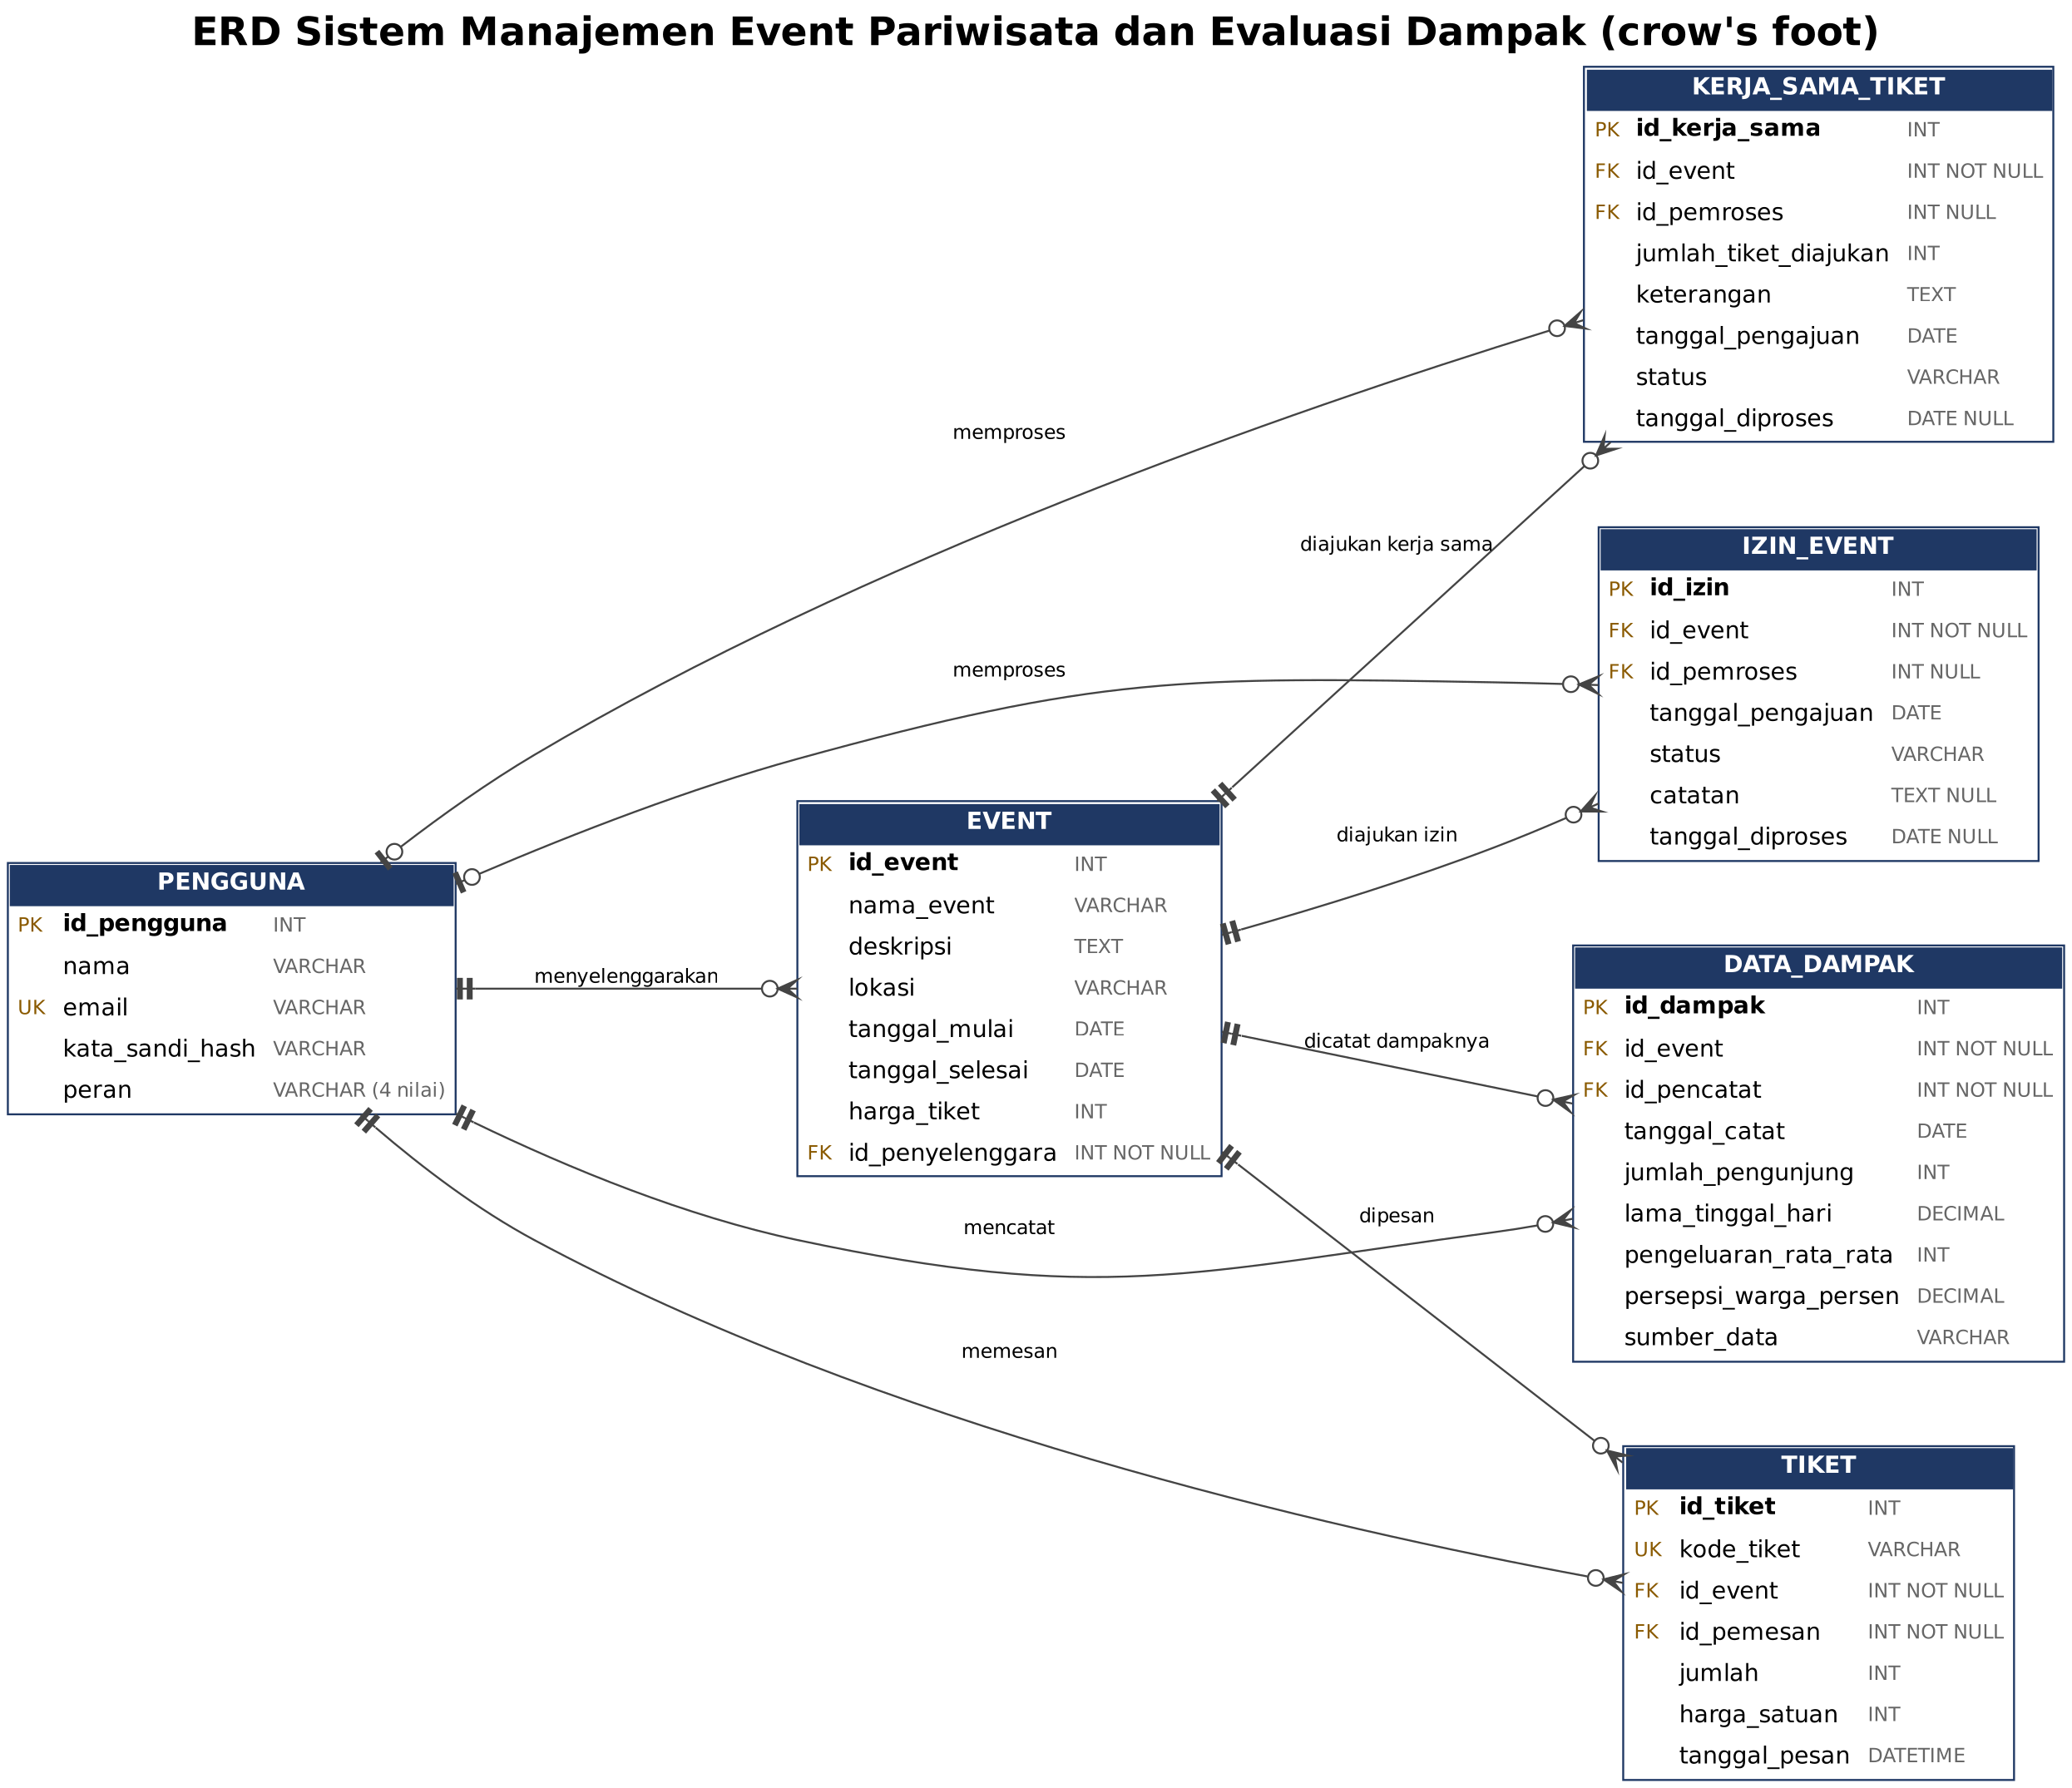 ERD Sistem Manajemen Event Pariwisata dan Evaluasi Dampak (crow's foot)
KERJA_SAMA_TIKET
PK id_kerja_sama INT
FK id_event INT NOT NULL
FK id_pemroses INT NULL
jumlah_tiket_diajukan INT
keterangan TEXT
tanggal_pengajuan DATE
status VARCHAR
tanggal_diproses DATE NULL
memproses
diajukan kerja sama
IZIN_EVENT
PK id_izin INT
FK id_event INT NOT NULL
FK id_pemroses INT NULL
tanggal_pengajuan DATE
status VARCHAR
catatan TEXT NULL
tanggal_diproses DATE NULL
memproses
diajukan izin
PENGGUNA
PK id_pengguna INT
nama VARCHAR
UK email VARCHAR
kata_sandi_hash VARCHAR
peran VARCHAR (4 nilai)
menyelenggarakan
EVENT
PK id_event INT
nama_event VARCHAR
deskripsi TEXT
lokasi VARCHAR
tanggal_mulai DATE
tanggal_selesai DATE
harga_tiket INT
FK id_penyelenggara INT NOT NULL
dicatat dampaknya
DATA_DAMPAK
PK id_dampak INT
FK id_event INT NOT NULL
FK id_pencatat INT NOT NULL
tanggal_catat DATE
jumlah_pengunjung INT
lama_tinggal_hari DECIMAL
pengeluaran_rata_rata INT
persepsi_warga_persen DECIMAL
sumber_data VARCHAR
mencatat
dipesan
memesan
TIKET
PK id_tiket INT
UK kode_tiket VARCHAR
FK id_event INT NOT NULL
FK id_pemesan INT NOT NULL
jumlah INT
harga_satuan INT
tanggal_pesan DATETIME